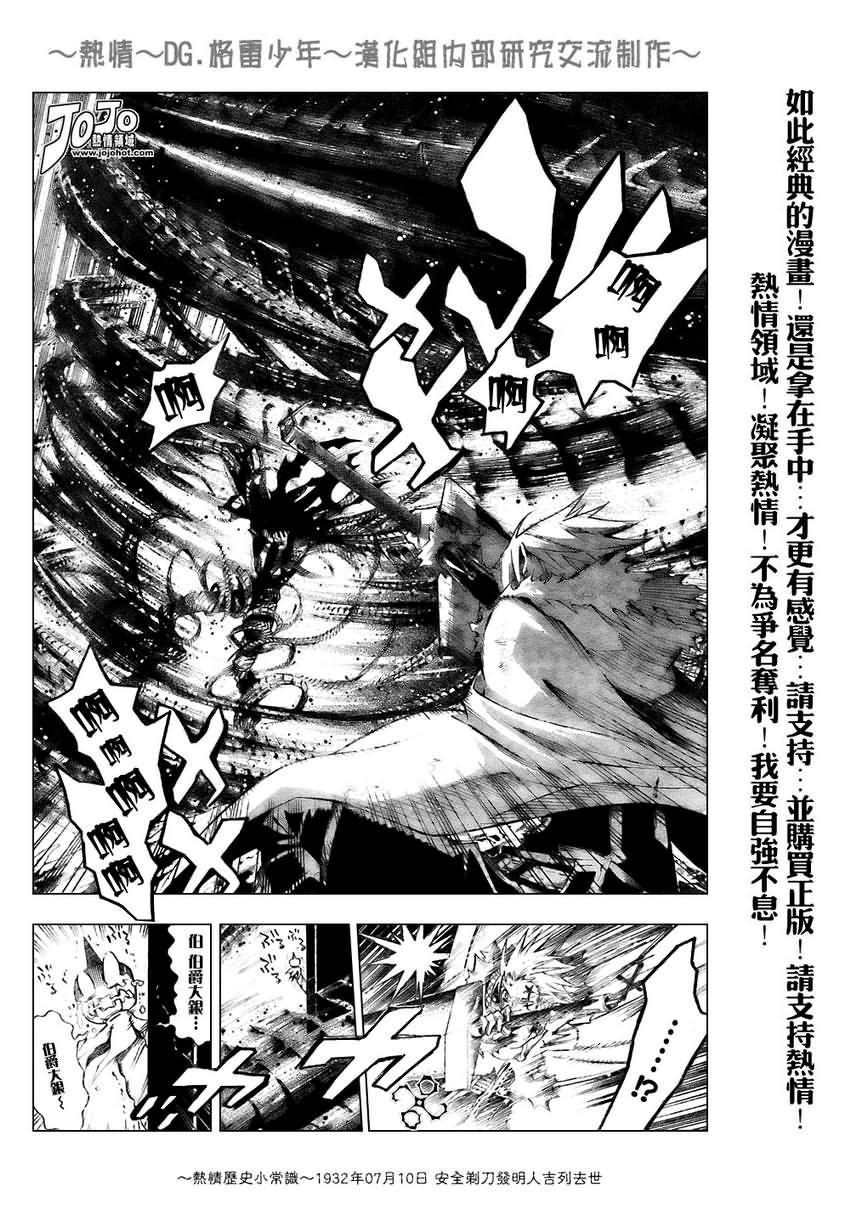 ～熱情～DG.格雷少年～漢化組内部研究交流制作～
JOJO
熱情領域
www.jojohot.com
如此經典的漫畫！還是拿在手中…才更有感覺…請支持…並購買正版！請支持熱情！
熱情領域！凝聚熱情！不為爭名奪利！我要自強不息！
啊
啊
啊
啊
啊
啊
啊
啊
啊
……!?
伯伯爵大銀…
伯爵大銀～
～熱情歷史小常識～1932年07月10日 安全剃刀發明人吉列去世